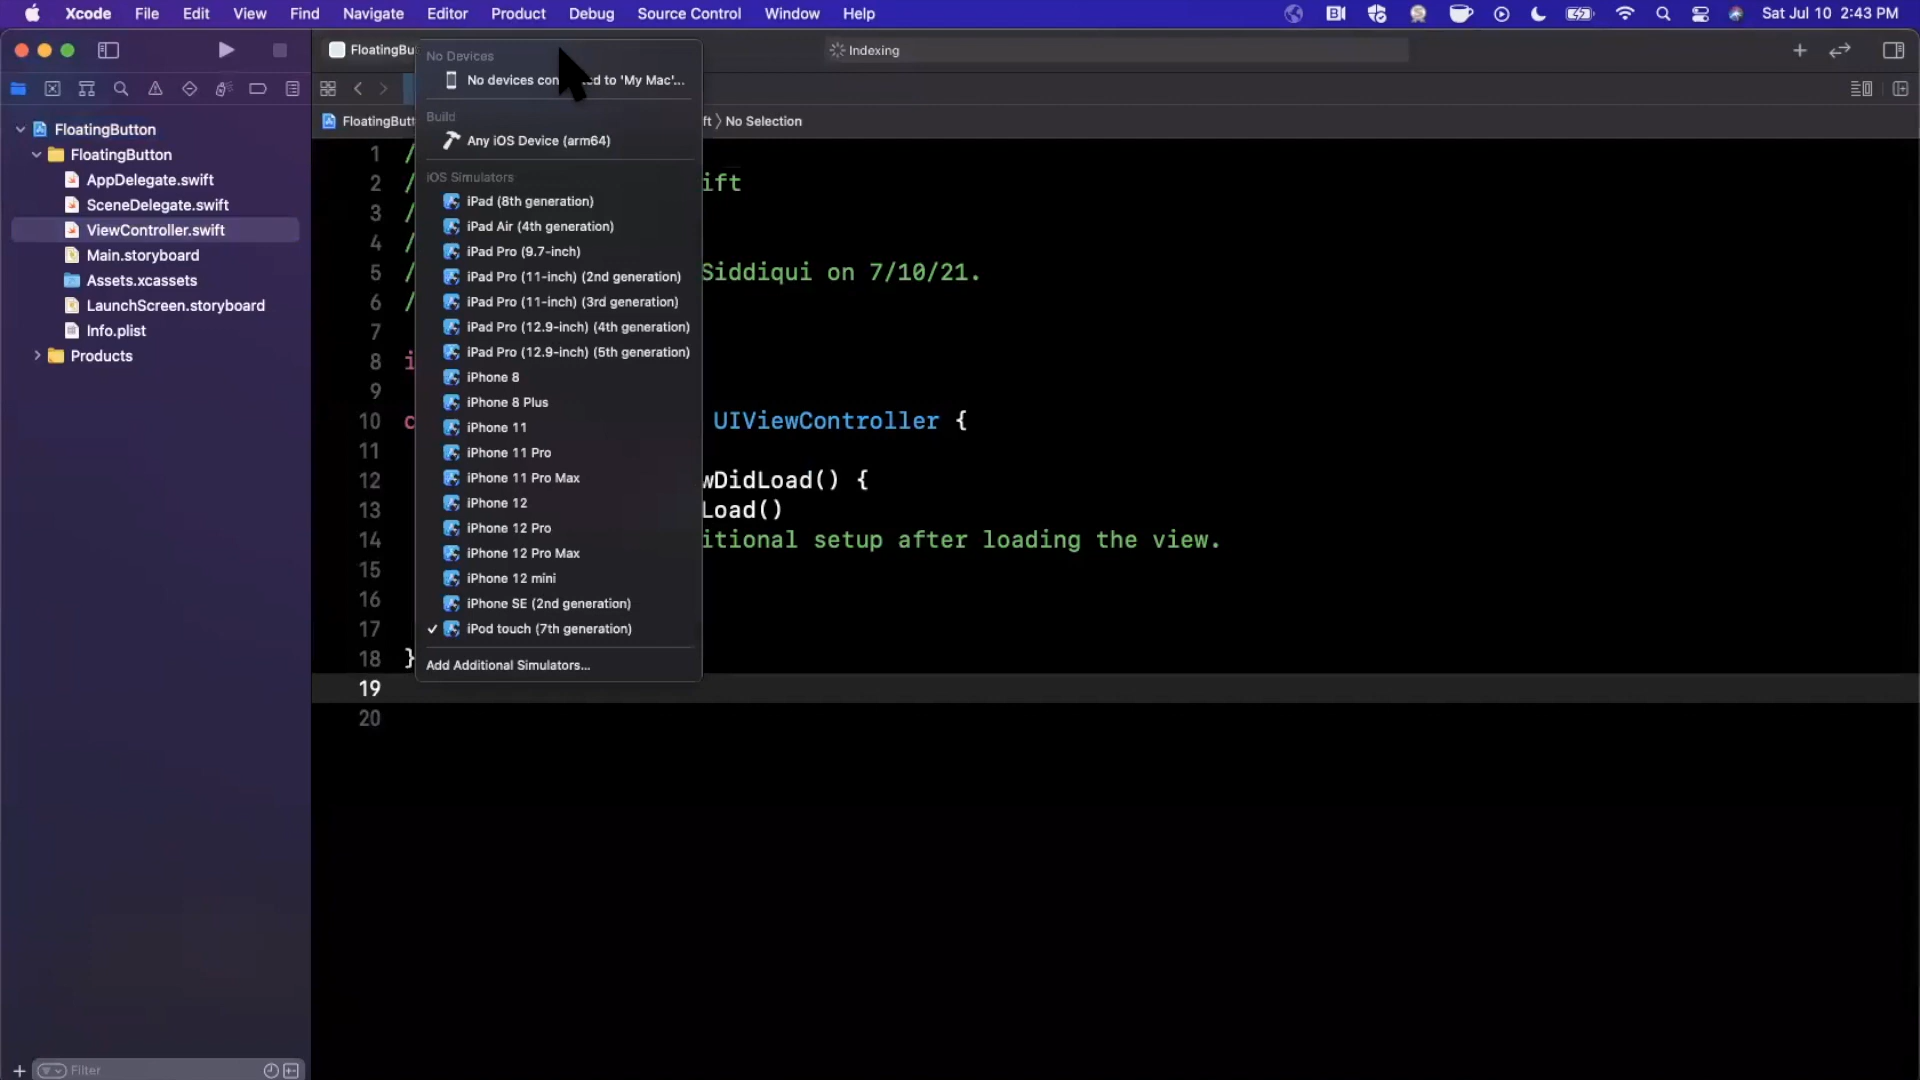 Xcode File Edit View Find Navigate Editor Product Debug Source Control Window Help Sat Jul 10 2:43 PM
FloatingBu
Indexing
No Devices
No devices con ed to 'My Mac'...
Build
Any iOS Device (arm64)
iOS Simulators
iPad (8th generation)
iPad Air (4th generation)
iPad Pro (9.7-inch)
iPad Pro (11-inch) (2nd generation)
iPad Pro (11-inch) (3rd generation)
iPad Pro (12.9-inch) (4th generation)
iPad Pro (12.9-inch) (5th generation)
iPhone 8
iPhone 8 Plus
iPhone 11
iPhone 11 Pro
iPhone 11 Pro Max
iPhone 12
iPhone 12 Pro
iPhone 12 Pro Max
iPhone 12 mini
iPhone SE (2nd generation)
✓ iPod touch (7th generation)
Add Additional Simulators...
FloatingButton
FloatingButton
AppDelegate.swift
SceneDelegate.swift
ViewController.swift
Main.storyboard
Assets.xcassets
LaunchScreen.storyboard
Info.plist
Products
Filter
FloatingButt ft 〉 No Selection
1 /
2 / ift
3 /
4 /
5 / Siddiqui on 7/10/21.
6 /
7
8 i
9
10 c UIViewController {
11
12 wDidLoad() {
13 Load()
14 itional setup after loading the view.
15
16
17
18 }
19
20